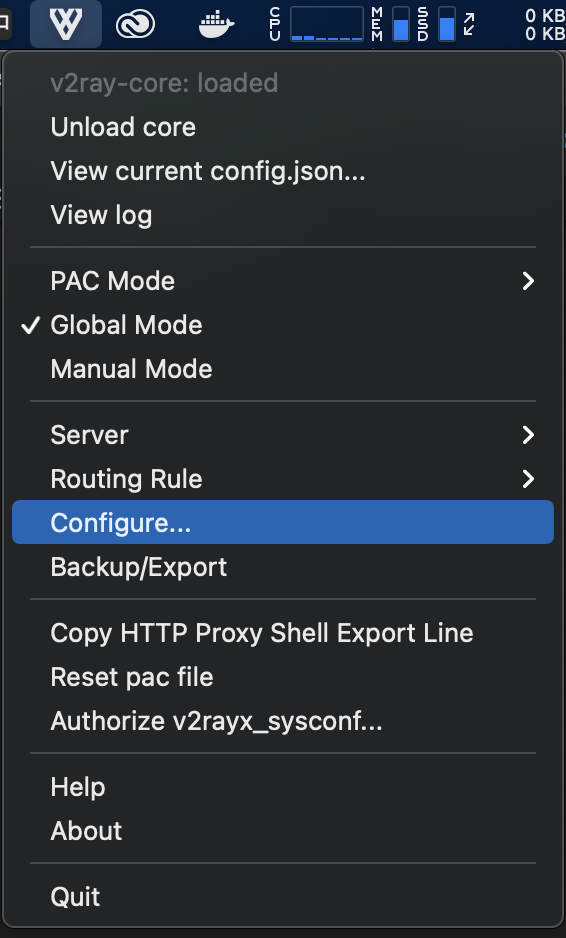 CPU MEM SSD 0 KB
0 KB
v2ray-core: loaded
Unload core
View current config.json...
View log
PAC Mode
Global Mode
Manual Mode
Server
Routing Rule
Configure...
Backup/Export
Copy HTTP Proxy Shell Export Line
Reset pac file
Authorize v2rayx_sysconf...
Help
About
Quit